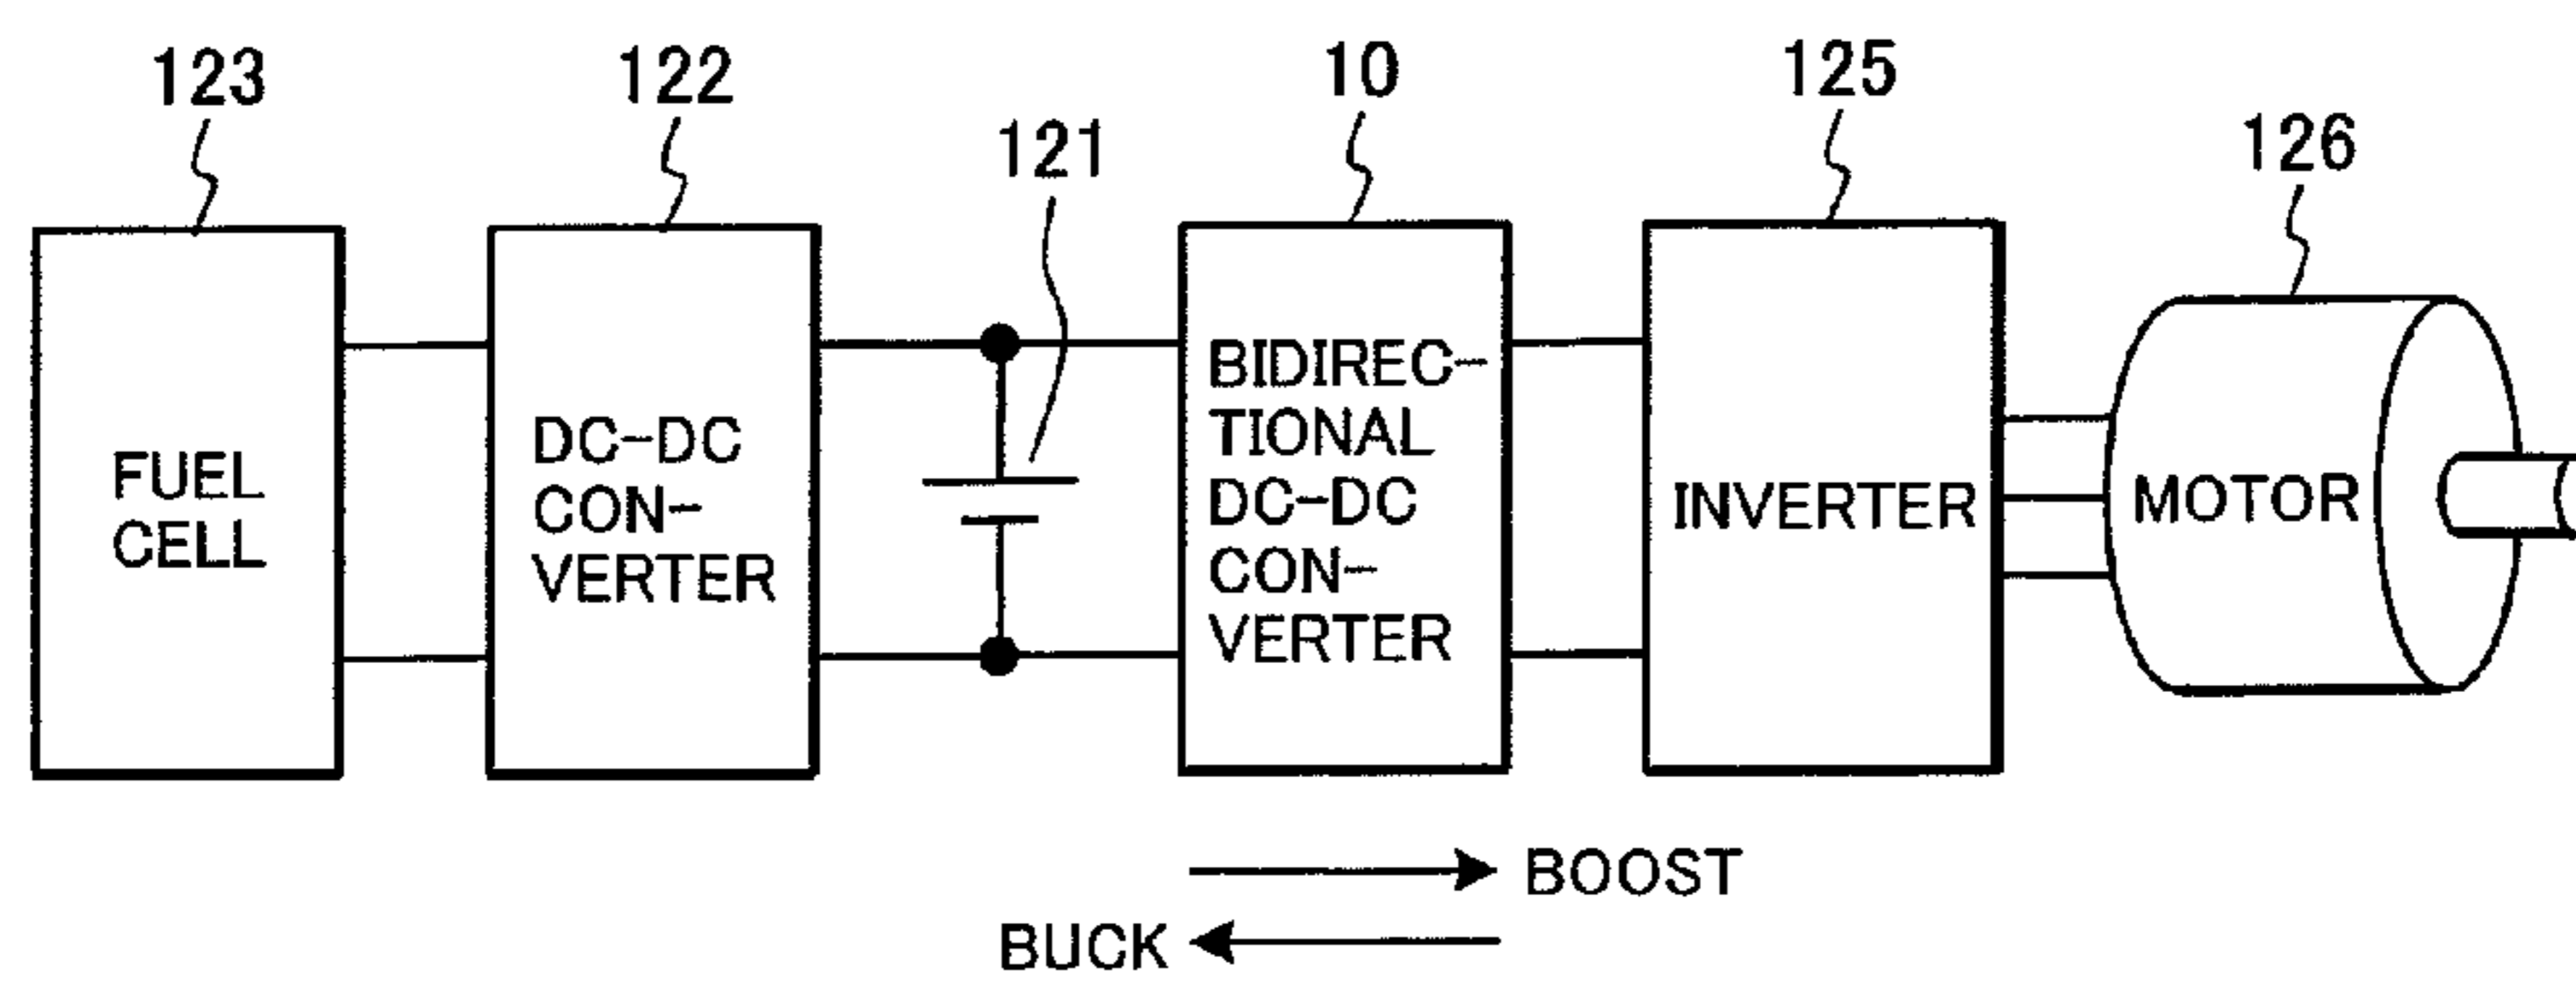 123
122
121
10
125
126
FUEL
CELL
DC-DC
CON-
VERTER
BIDIREC-
TIONAL
DC-DC
CON-
VERTER
INVERTER
MOTOR
BOOST
BUCK